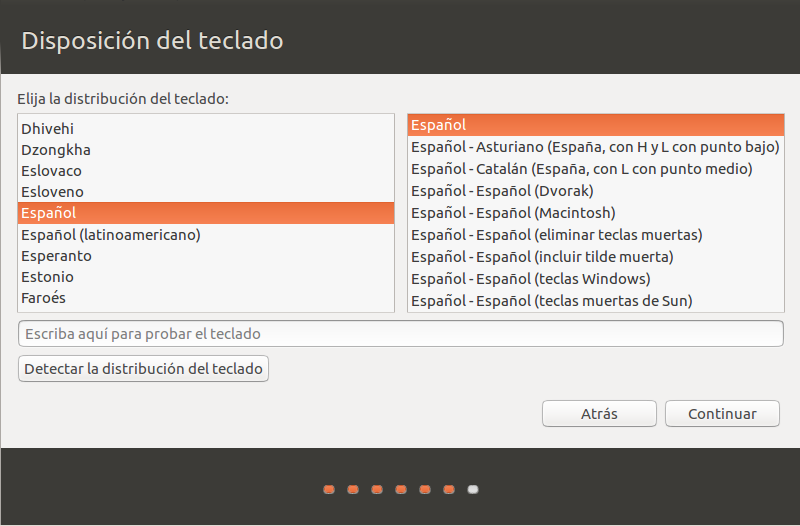 Disposición del teclado
Elija la distribución del teclado:
Dhivehi
Dzongkha
Eslovaco
Esloveno
Español
Español (latinoamericano)
Esperanto
Estonio
Faroés
Español
Español - Asturiano (España, con H y L con punto bajo)
Español - Catalán (España, con L con punto medio)
Español - Español (Dvorak)
Español - Español (Macintosh)
Español - Español (eliminar teclas muertas)
Español - Español (incluir tilde muerta)
Español - Español (teclas Windows)
Español - Español (teclas muertas de Sun)
Escriba aquí para probar el teclado
Detectar la distribución del teclado
Atrás
Continuar